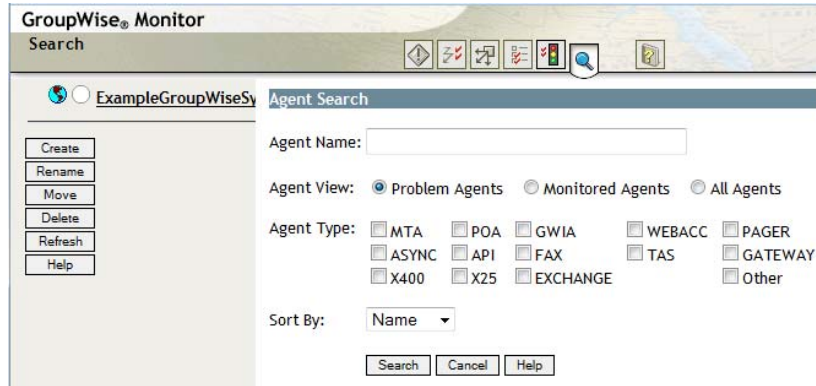 GroupWise® Monitor
Search
ExampleGroupWiseSy
Create
Rename
Move
Delete
Refresh
Help
Agent Search
Agent Name:
Agent View: Problem Agents Monitored Agents All Agents
Agent Type: MTA POA GWIA WEBACC PAGER
ASYNC API FAX TAS GATEWAY
X400 X25 EXCHANGE Other
Sort By: Name
Search Cancel Help